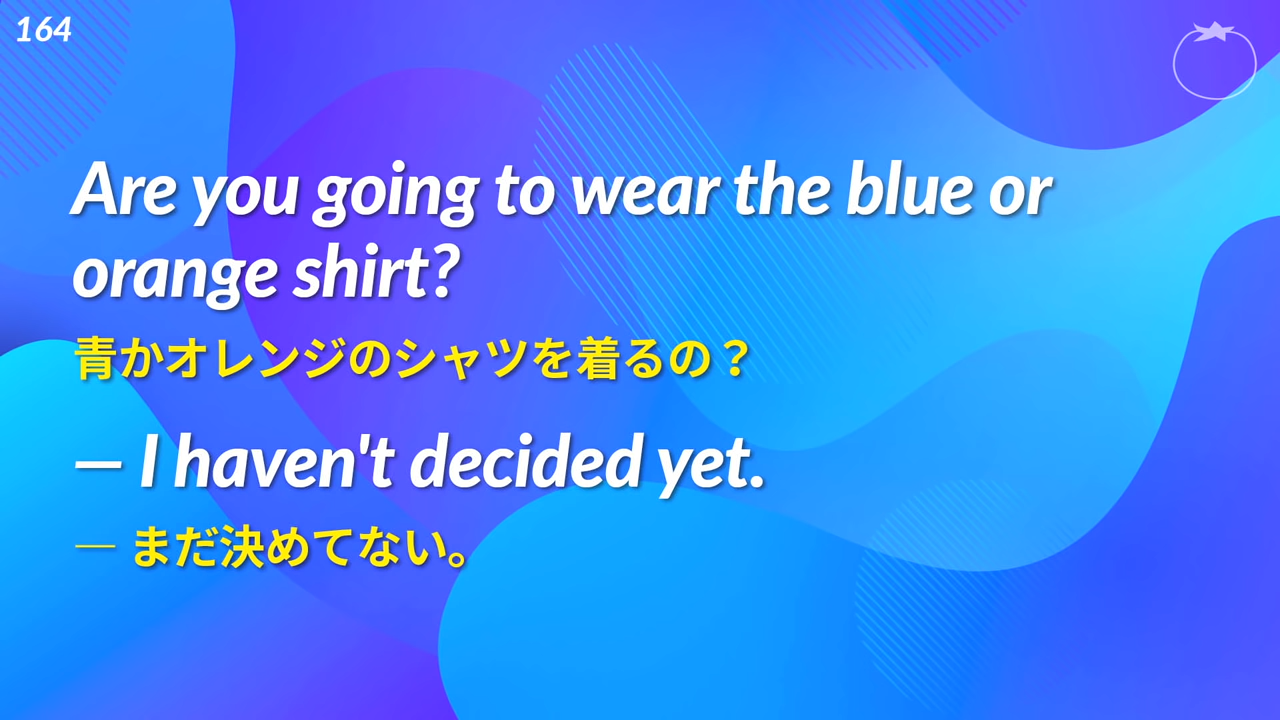 164
Are you going to wear the blue or
orange shirt?
青かオレンジのシャツを着るの？
– I haven't decided yet.
― まだ決めてない。